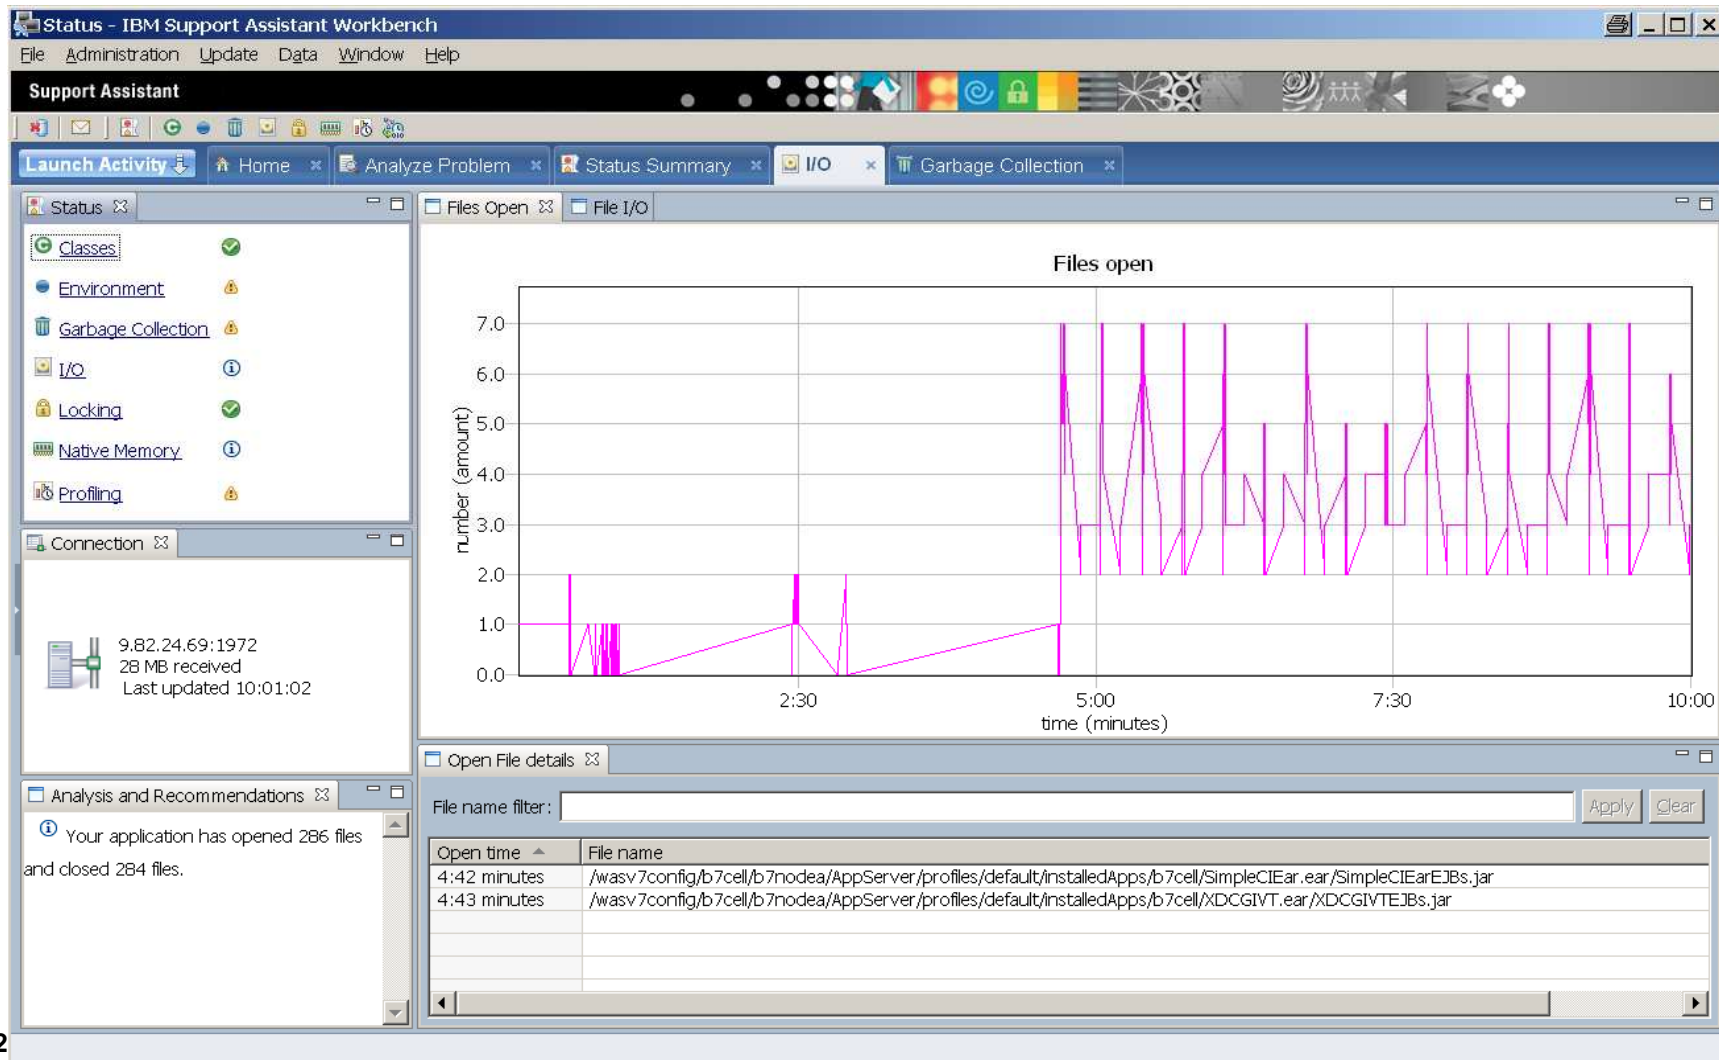 Status - IBM Support Assistant Workbench
File Administration Update Data Window Help
Support Assistant
Launch Activity Home Analyze Problem Status Summary I/O Garbage Collection
Status
Classes
Environment
Garbage Collection
I/O
Locking
Native Memory
Profiling
Connection
9.82.24.69:1972
28 MB received
Last updated 10:01:02
Analysis and Recommendations
Your application has opened 286 files
and closed 284 files.
Files Open File I/O
Files open
number (amount)
7.0
6.0
5.0
4.0
3.0
2.0
1.0
0.0
2:30 5:00 7:30 10:00
time (minutes)
Open File details
File name filter: Apply Clear
Open time File name
4:42 minutes /wasv7config/b7cell/b7nodea/AppServer/profiles/default/installedApps/b7cell/SimpleCIEar.ear/SimpleCIEarEJBs.jar
4:43 minutes /wasv7config/b7cell/b7nodea/AppServer/profiles/default/installedApps/b7cell/XDCGIVT.ear/XDCGIVTEJBs.jar
2